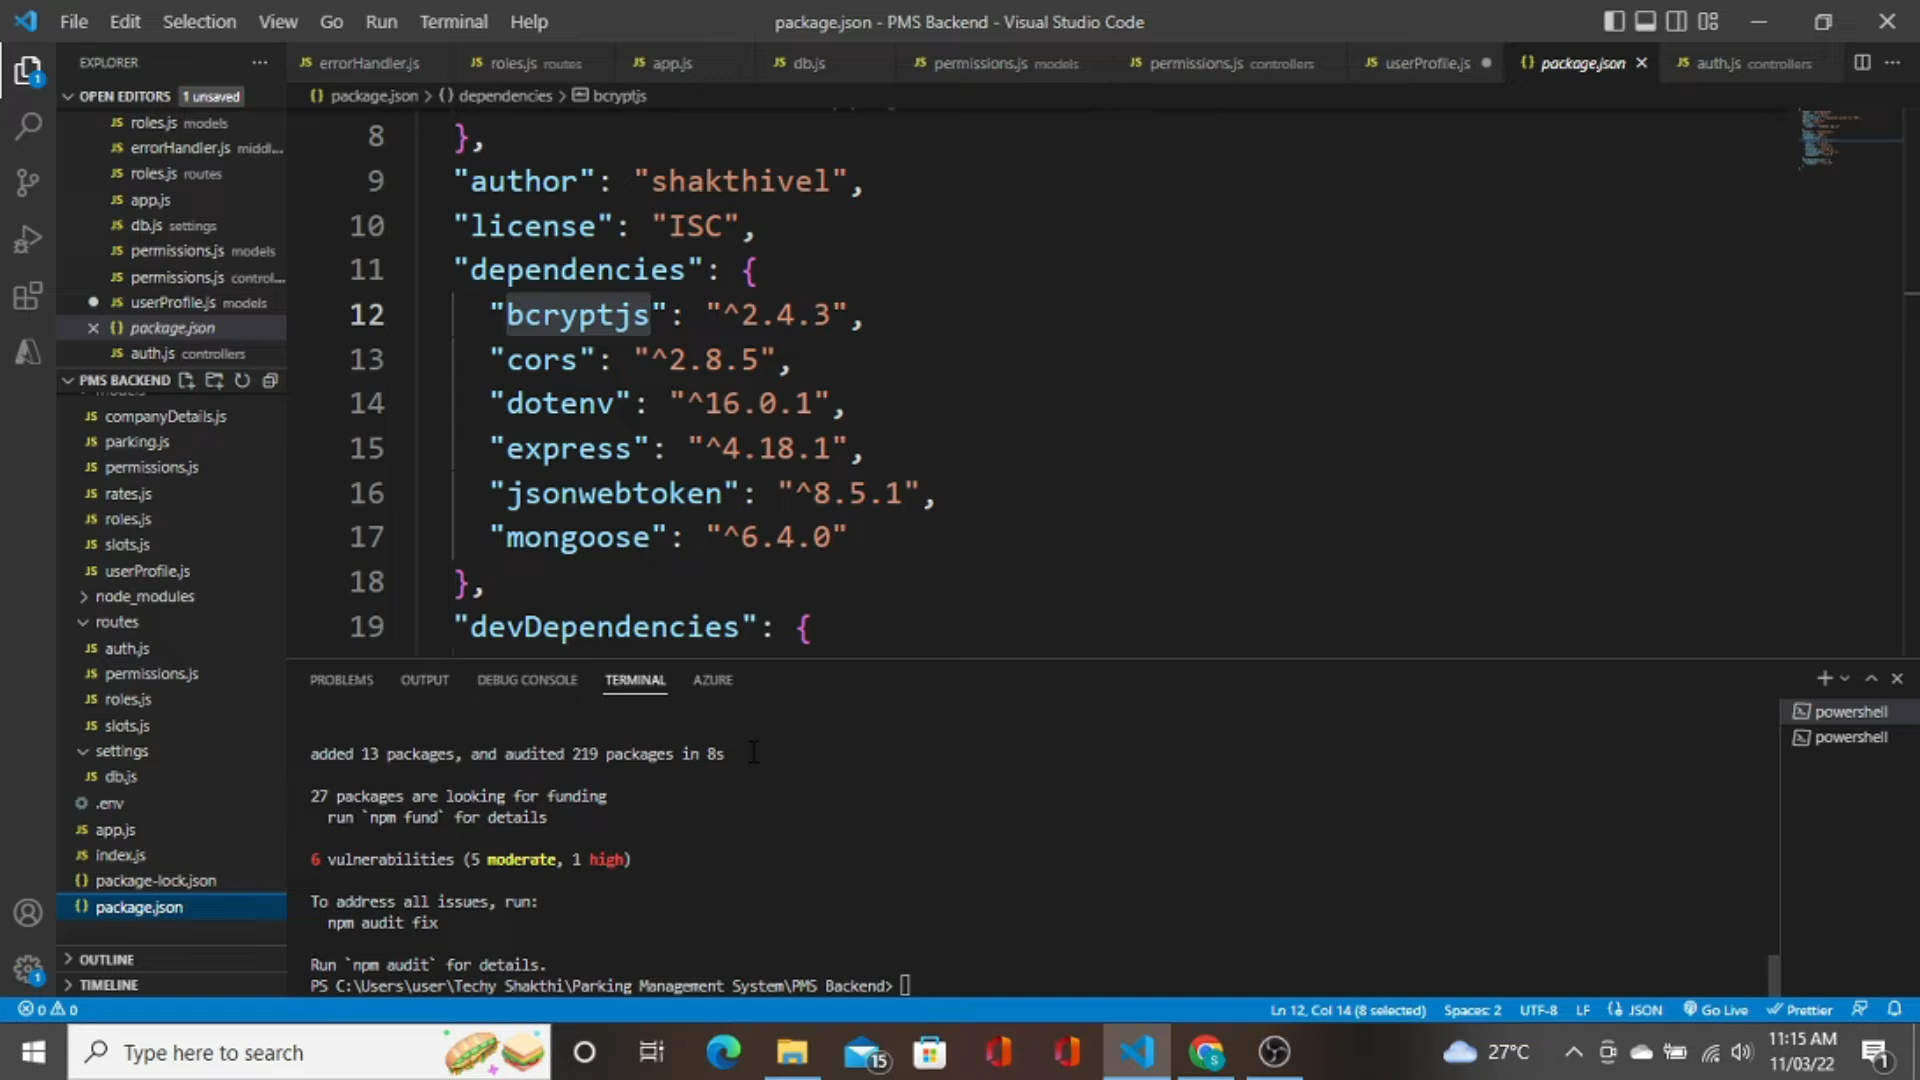 File Edit Selection View Go Run Terminal Help
package.json - PMS Backend - Visual Studio Code
EXPLORER
errorHandler.js
roles.js routes
app.js
db.js
permissions.js models
permissions.js controllers
userProfile.js
package.json
auth.js controllers
OPEN EDITORS 1 unsaved
package.json > {} dependencies > bcryptjs
roles.js models
errorHandler.js middl...
roles.js routes
app.js
db.js settings
permissions.js models
permissions.js control...
userProfile.js models
package.json
auth.js controllers
PMS BACKEND
companyDetails.js
parking.js
permissions.js
rates.js
roles.js
slots.js
userProfile.js
node_modules
routes
auth.js
permissions.js
roles.js
slots.js
settings
db.js
.env
app.js
index.js
package-lock.json
package.json
OUTLINE
TIMELINE
8 },
9 "author": "shakthivel",
10 "license": "ISC",
11 "dependencies": {
12 "bcryptjs": "^2.4.3",
13 "cors": "^2.8.5",
14 "dotenv": "^16.0.1",
15 "express": "^4.18.1",
16 "jsonwebtoken": "^8.5.1",
17 "mongoose": "^6.4.0"
18 },
19 "devDependencies": {
PROBLEMS OUTPUT DEBUG CONSOLE TERMINAL AZURE
powershell
powershell
added 13 packages, and audited 219 packages in 8s
27 packages are looking for funding
run `npm fund` for details
6 vulnerabilities (5 moderate, 1 high)
To address all issues, run:
npm audit fix
Run `npm audit` for details.
PS C:\Users\user\Techy Shakthi\Parking Management System\PMS Backend>
0 0
Ln 12, Col 14 (8 selected) Spaces: 2 UTF-8 LF {} JSON Go Live Prettier
Type here to search
15
27°C
11:15 AM
11/03/22
1